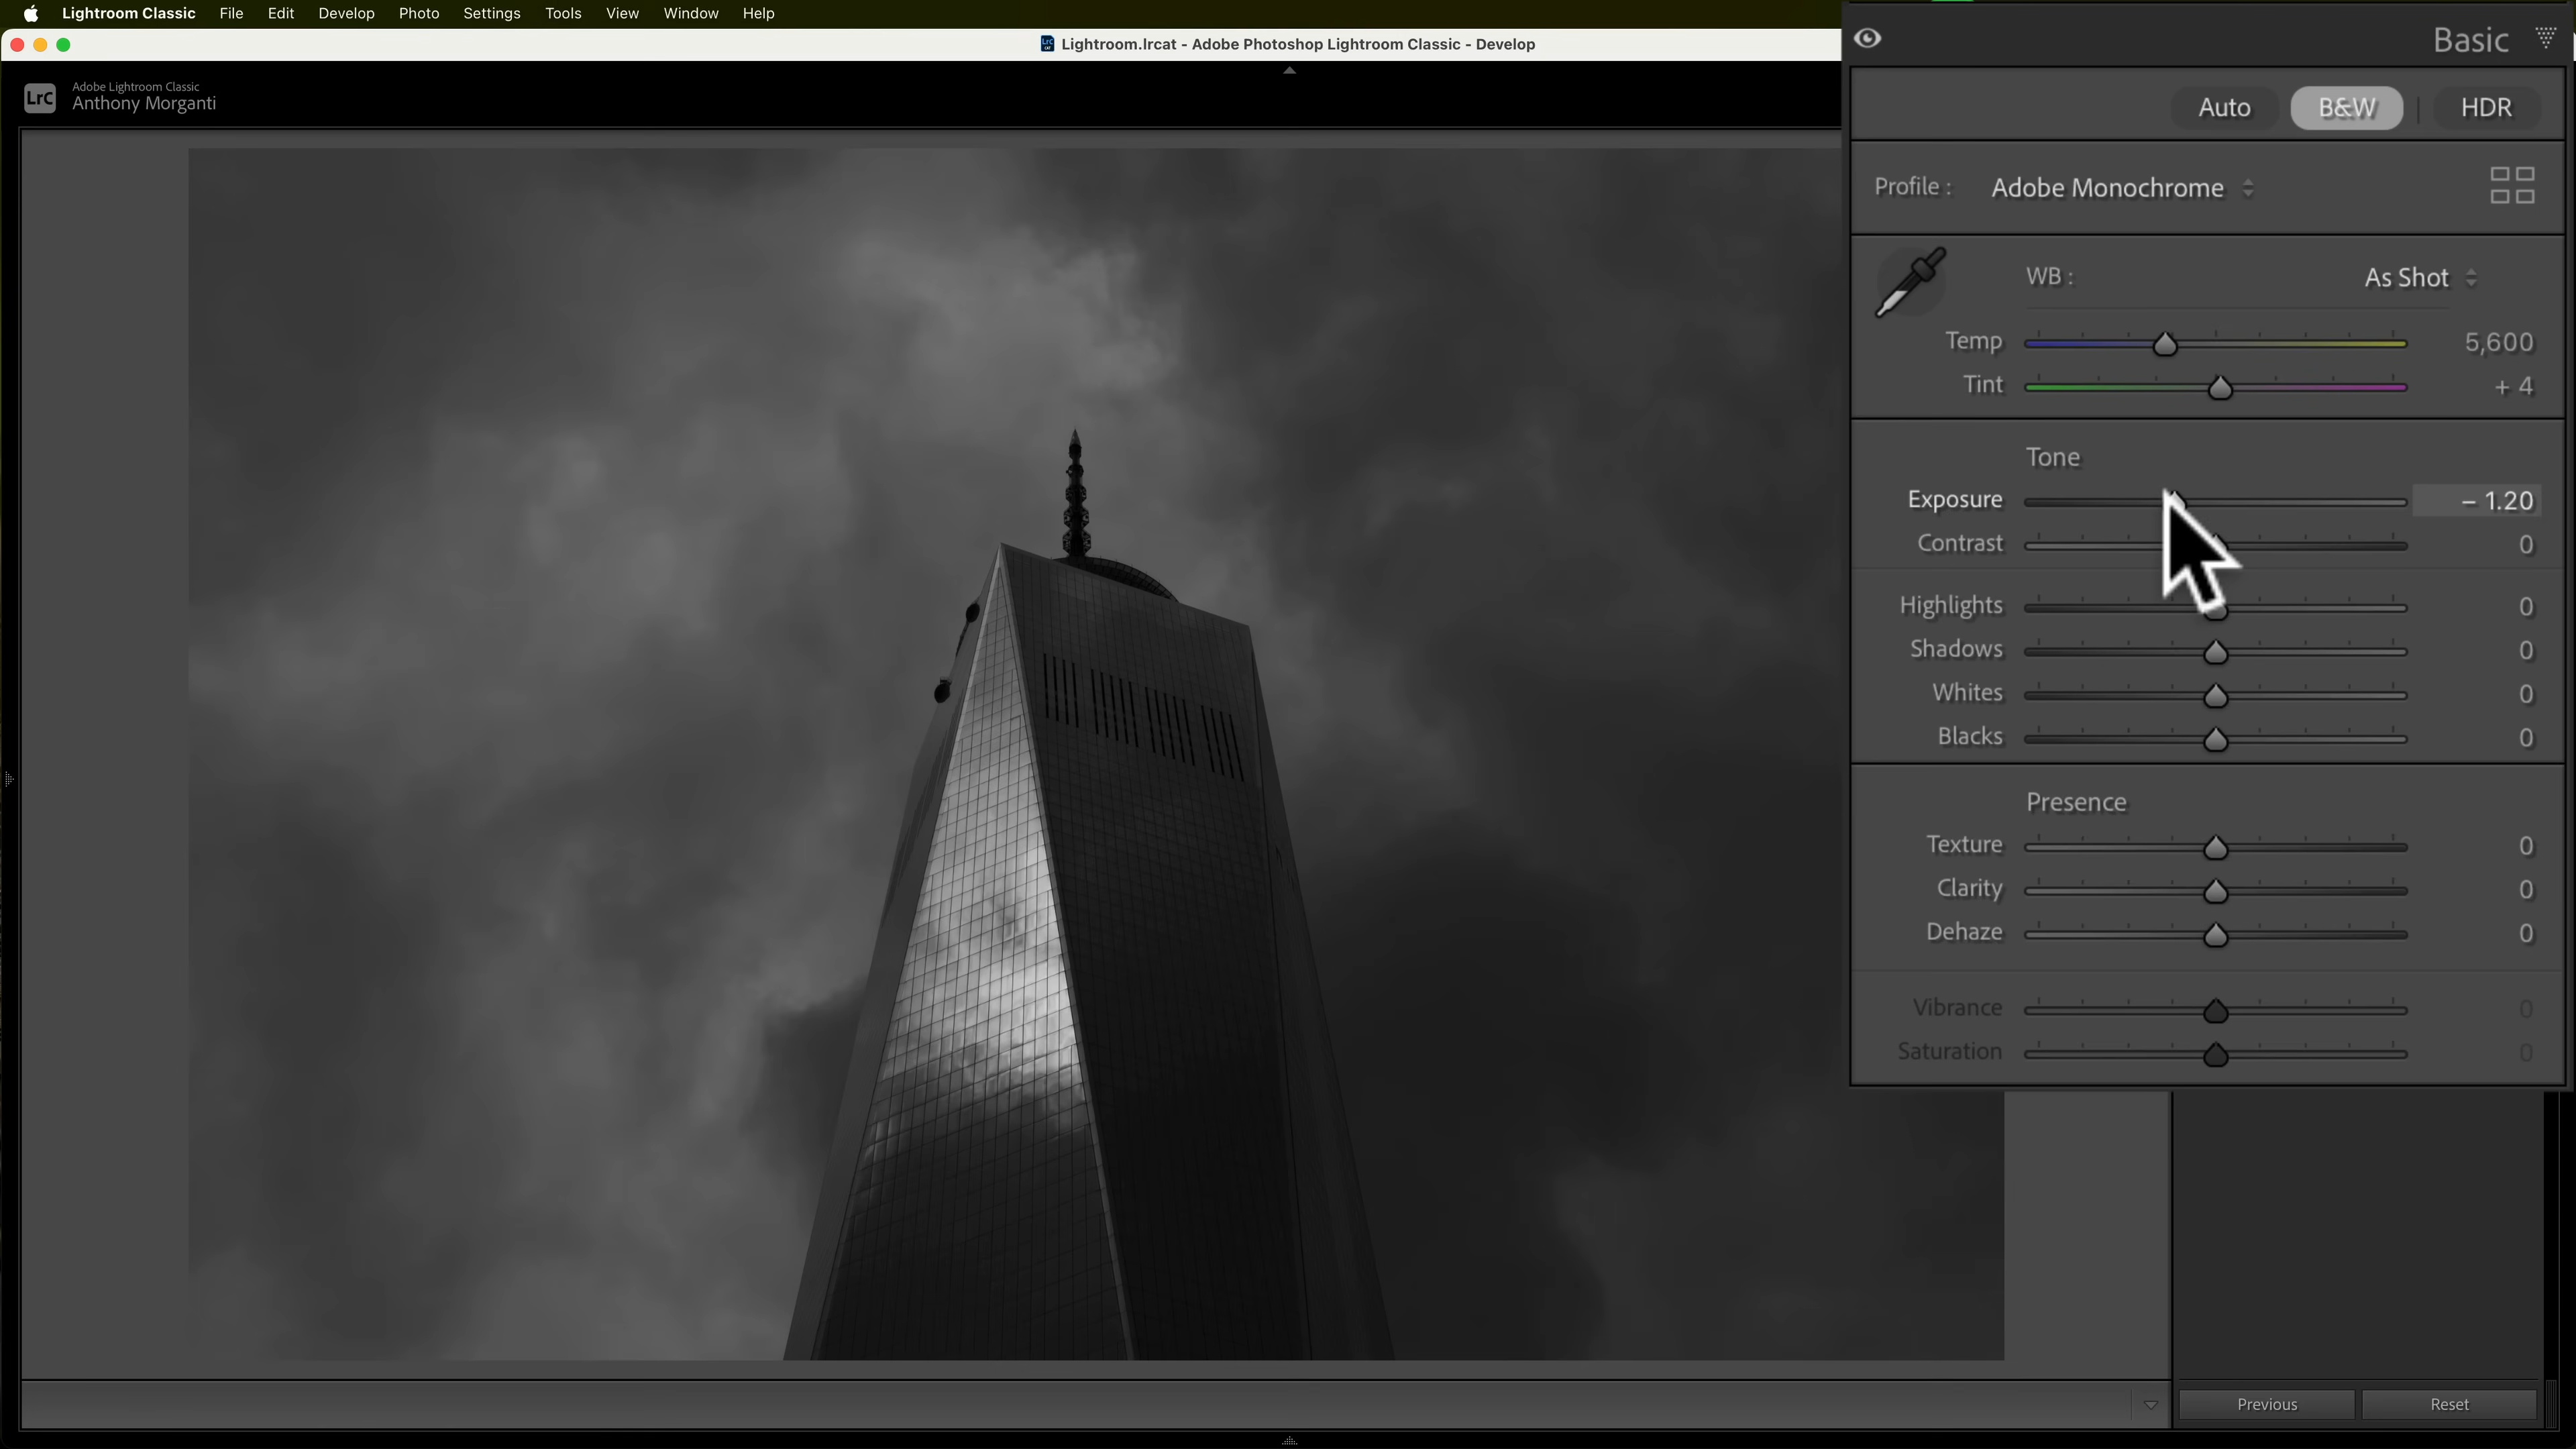 Lightroom Classic File Edit Develop Photo Settings Tools View Window Help
LrC Lightroom.lrcat - Adobe Photoshop Lightroom Classic - Develop
LrC
Adobe Lightroom Classic
Anthony Morganti
Basic
Auto B&W HDR
Profile : Adobe Monochrome
WB : As Shot
Temp 5,600
Tint + 4
Tone
Exposure – 1.20
Contrast 0
Highlights 0
Shadows 0
Whites 0
Blacks 0
Presence
Texture 0
Clarity 0
Dehaze 0
Vibrance 0
Saturation 0
Previous Reset